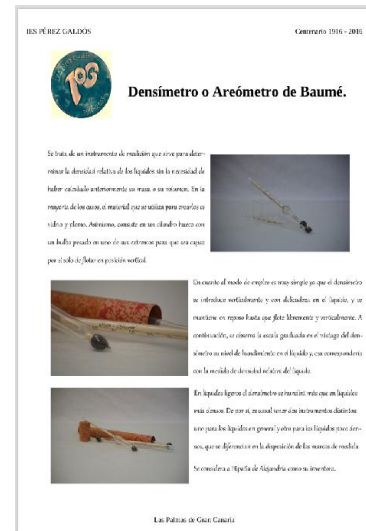 IES PÉREZ GALDÓS
Centenario 1916 - 2016
Densímetro o Areómetro de Baumé.
Se trata de un instrumento de medición que sirve para deter-
minar la densidad relativa de los líquidos sin la necesidad de
haber calculado anteriormente su masa o su volumen. En la
mayoría de los casos, el material que se utiliza para crearlos es
vidrio y plomo. Asimismo, consiste en un cilindro hueco con
un bulbo pesado en uno de sus extremos para que sea capaz
por si solo de flotar en posición vertical.
En cuanto al modo de empleo es muy simple ya que el densímetro
se introduce verticalmente y con delicadeza en el líquido, y se
mantiene en reposo hasta que flote libremente y verticalmente. A
continuación, se observa la escala graduada en el vástago del den-
símetro su nivel de hundimiento en el líquido y, esa correspondería
con la medida de densidad relativa del líquido.
En líquidos ligeros el densímetro se hundirá más que en líquidos
más densos. De por sí, es usual tener dos instrumentos distintos:
uno para los líquidos en general y otro para los líquidos poco den-
sos, que se diferencian en la disposición de las marcas de medida.
Se considera a Hipatia de Alejandría como su inventora.
Las Palmas de Gran Canaria